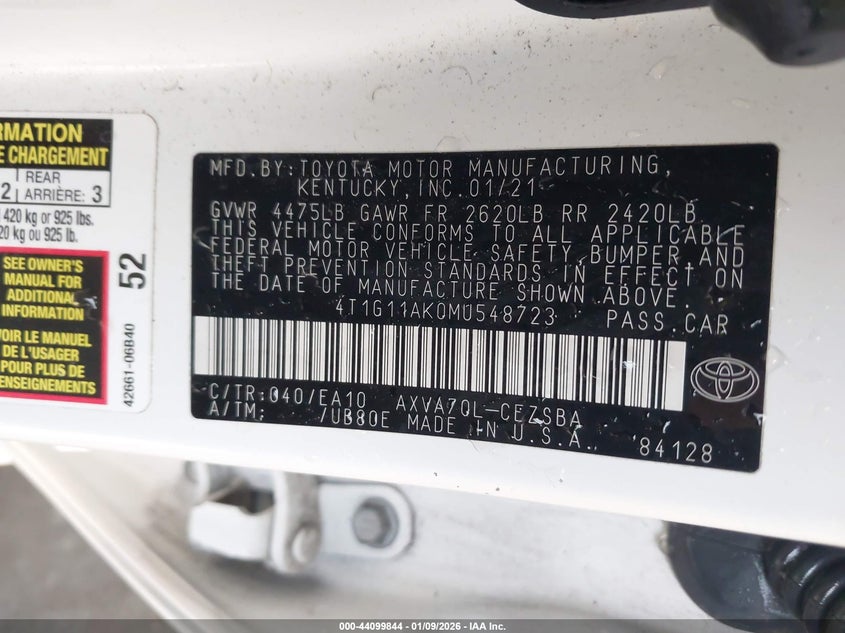 RMATION
E CHARGEMENT
1 REAR
2 ARRIÈRE: 3
420 kg or 925 lbs.
20 kg ou 925 lb.
SEE OWNER'S
MANUAL FOR
ADDITIONAL
INFORMATION
VOIR LE MANUEL
DE L'USAGER
POUR PLUS DE
RENSEIGNEMENTS
52
42661-06B40
MFD.BY:TOYOTA MOTOR MANUFACTURING,
KENTUCKY, INC.01/21
GVWR 4475LB GAWR FR 2620LB RR 2420LB
THIS VEHICLE CONFORMS TO ALL APPLICABLE
FEDERAL MOTOR VEHICLE SAFETY,BUMPER AND
THEFT PREVENTION STANDARDS IN EFFECT ON
THE DATE OF MANUFACTURE SHOWN ABOVE.
4T1G11AK0MU548723 PASS.CAR
C/TR:040/EA10 AXVA70L-CEZSBA
A/TM: /UB80E MADE IN U.S.A.
84128
000-44099844 | 01/09/2026 - IAA Inc.